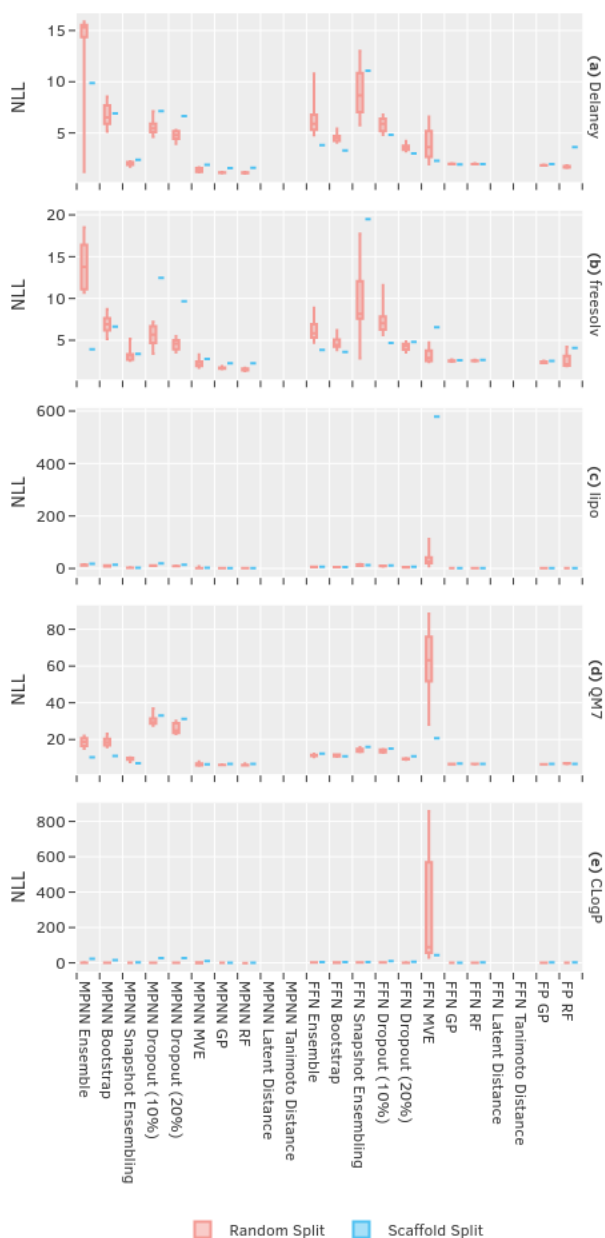 15
10
5
NLL
(a) Delaney
20
15
10
5
NLL
(b) freesolv
600
400
200
0
NLL
(c) lipo
80
60
40
20
NLL
(d) QM7
800
600
400
200
0
NLL
(e) CLogP
MPNN Ensemble
MPNN Bootstrap
MPNN Snapshot Ensembling
MPNN Dropout (10%)
MPNN Dropout (20%)
MPNN MVE
MPNN GP
MPNN RF
MPNN Latent Distance
MPNN Tanimoto Distance
FFN Ensemble
FFN Bootstrap
FFN Snapshot Ensembling
FFN Dropout (10%)
FFN Dropout (20%)
FFN MVE
FFN GP
FFN RF
FFN Latent Distance
FFN Tanimoto Distance
FP GP
FP RF
Random Split
Scaffold Split